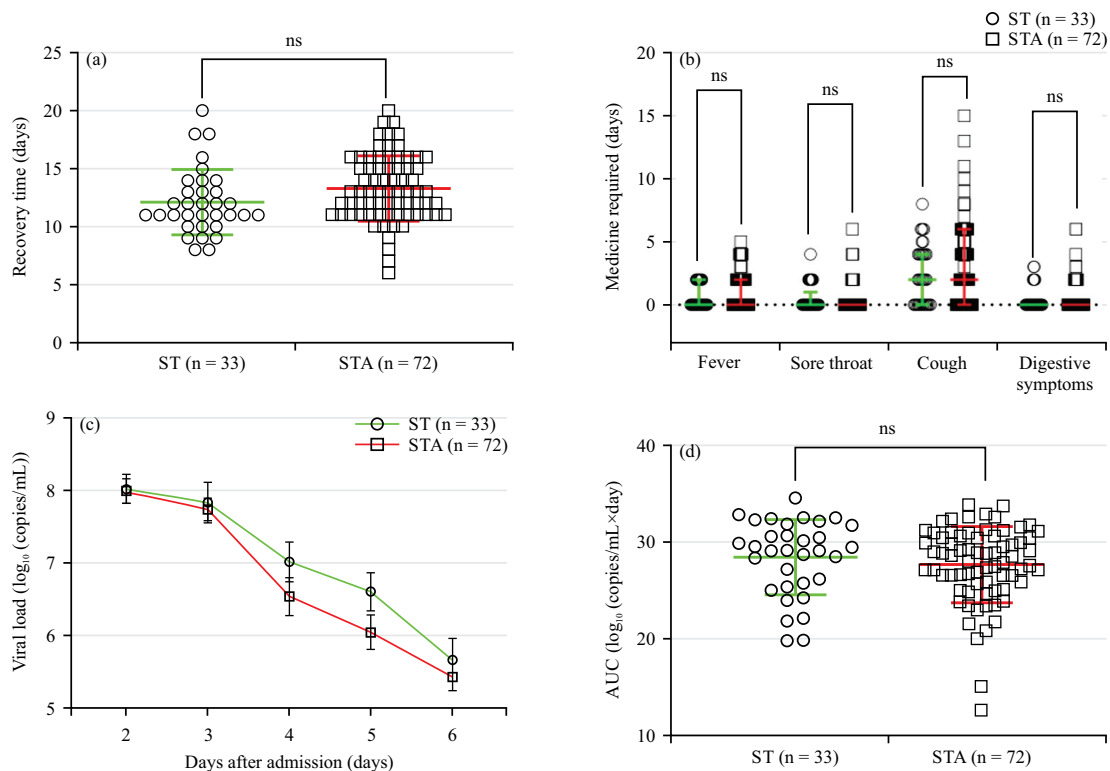 (a)
ns
25
20
15
10
5
0
Recovery time (days)
ST (n = 33)
STA (n = 72)
ST (n = 33)
STA (n = 72)
(b)
ns
ns
ns
ns
20
15
10
5
0
Medicine required (days)
Fever
Sore throat
Cough
Digestive
symptoms
(c)
ST (n = 33)
STA (n = 72)
9
8
7
6
5
Viral load (log₁₀ (copies/mL))
2
3
4
5
6
Days after admission (days)
(d)
ns
40
30
20
10
AUC (log₁₀ (copies/mL×day)
ST (n = 33)
STA (n = 72)